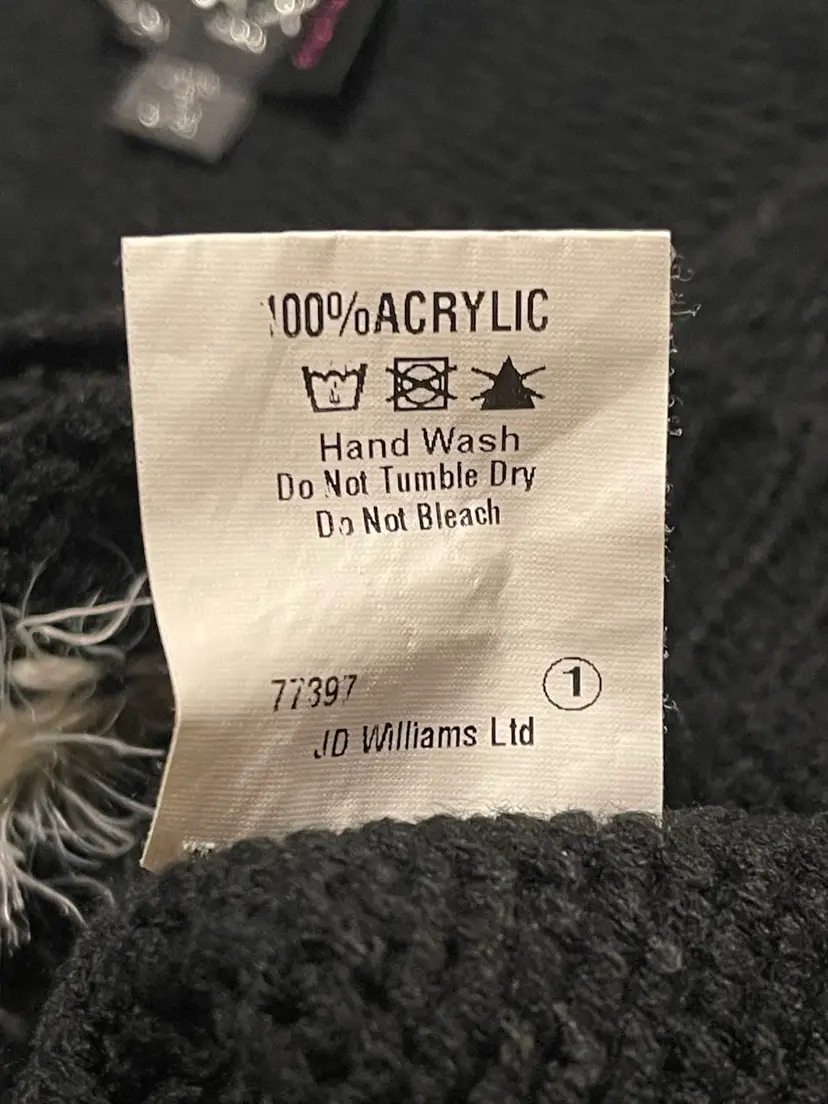 100%ACRYLIC
Hand Wash
Do Not Tumble Dry
Do Not Bleach
77397
1
JD Williams Ltd